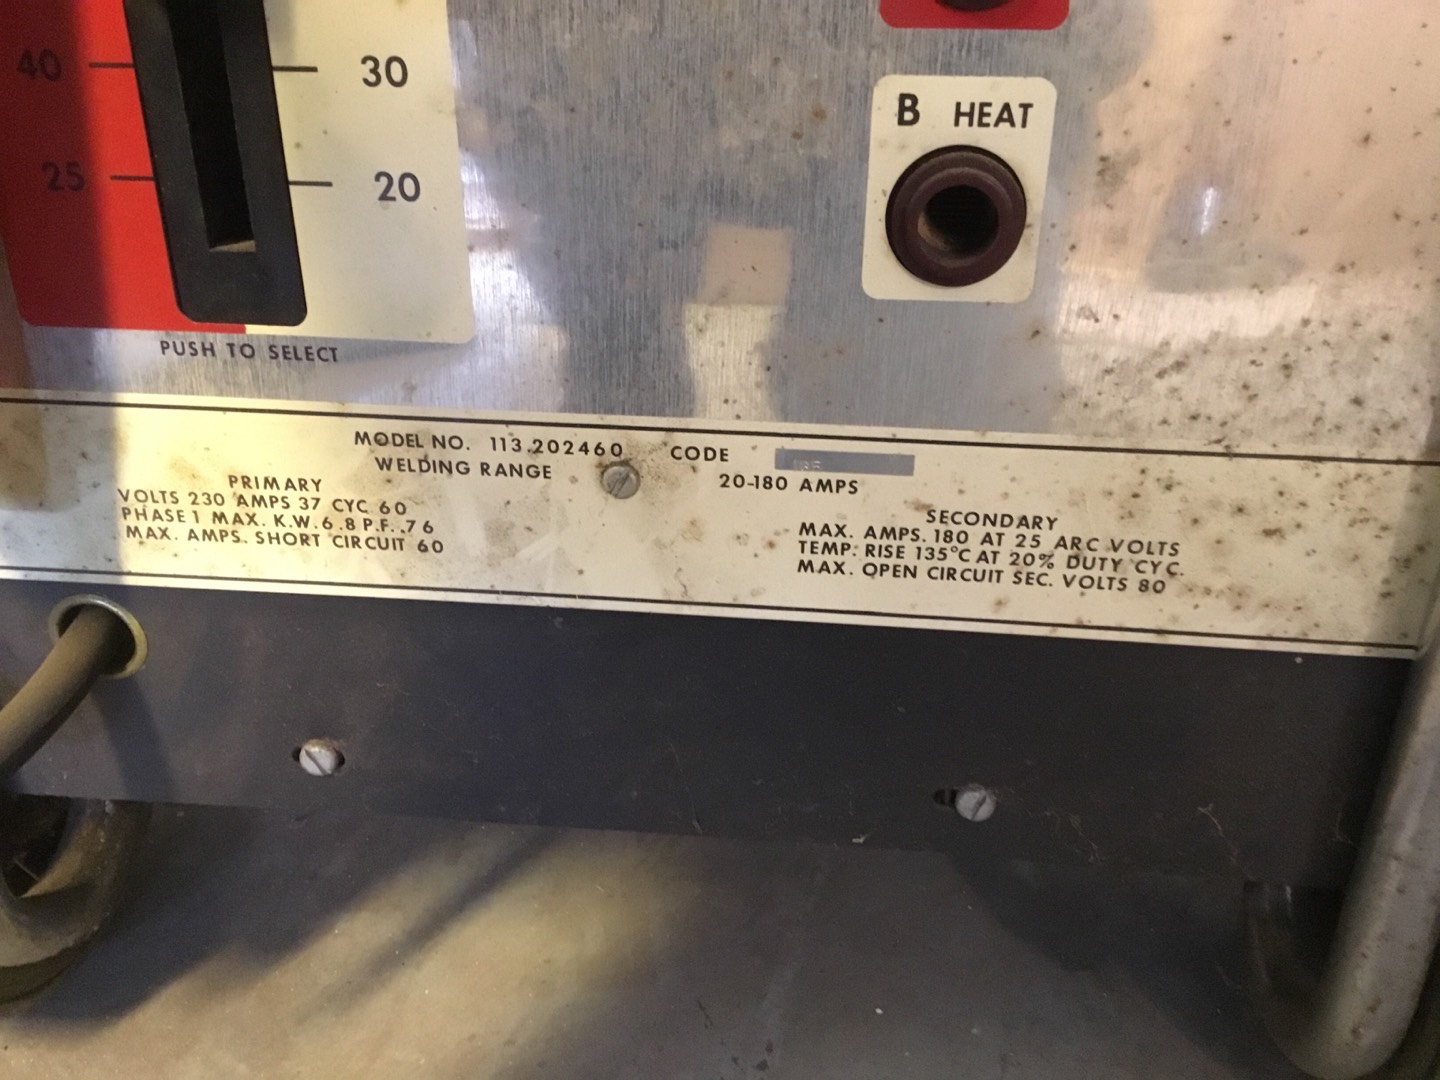 40
30
25
20
PUSH TO SELECT
B HEAT
MODEL NO. 113.202460 CODE
WELDING RANGE 20-180 AMPS
PRIMARY
VOLTS 230 AMPS 37 CYC 60
PHASE 1 MAX. K.W. 6.8 P.F. .76
MAX. AMPS. SHORT CIRCUIT 60
SECONDARY
MAX. AMPS. 180 AT 25 ARC VOLTS
TEMP: RISE 135°C AT 20% DUTY CYC.
MAX. OPEN CIRCUIT SEC. VOLTS 80